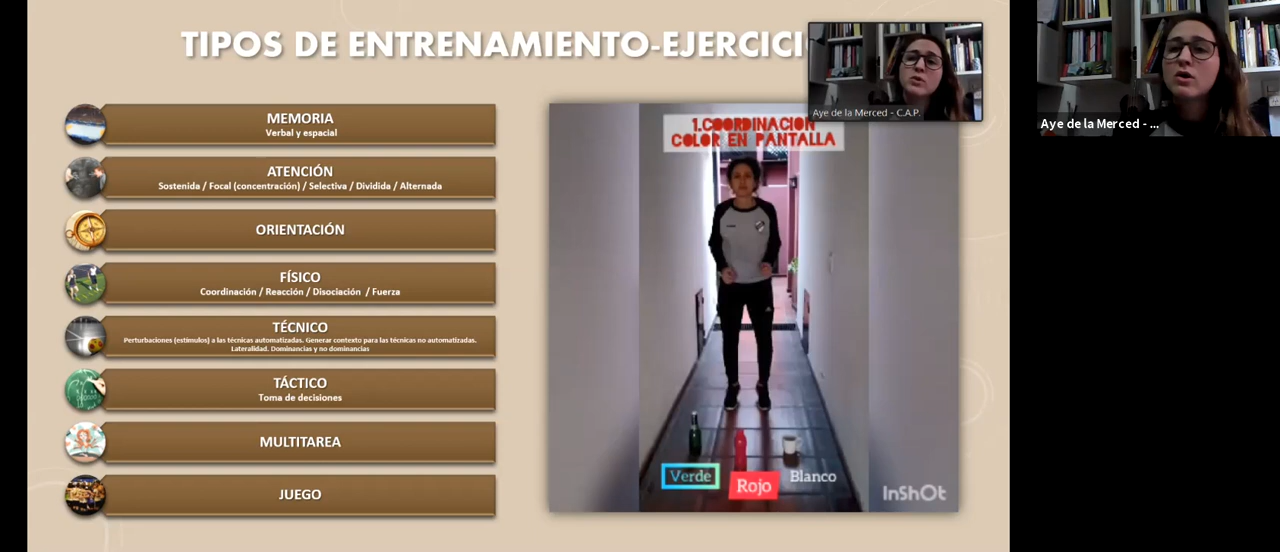 TIPOS DE ENTRENAMIENTO-EJERCICI
MEMORIA
Verbal y espacial
ATENCIÓN
Sostenida / Focal (concentración) / Selectiva / Dividida / Alternada
ORIENTACIÓN
FÍSICO
Coordinación / Reacción / Disociación / Fuerza
TÉCNICO
Perturbaciones (estímulos) a las técnicas automatizadas. Generar contexto para las técnicas no automatizadas.
Lateralidad. Dominancias y no dominancias
TÁCTICO
Toma de decisiones
MULTITAREA
JUEGO
1.COORDINACION
COLOR EN PANTALLA
Verde
Rojo
Blanco
InShOt
Aye de la Merced - C.A.P.
Aye de la Merced - ...